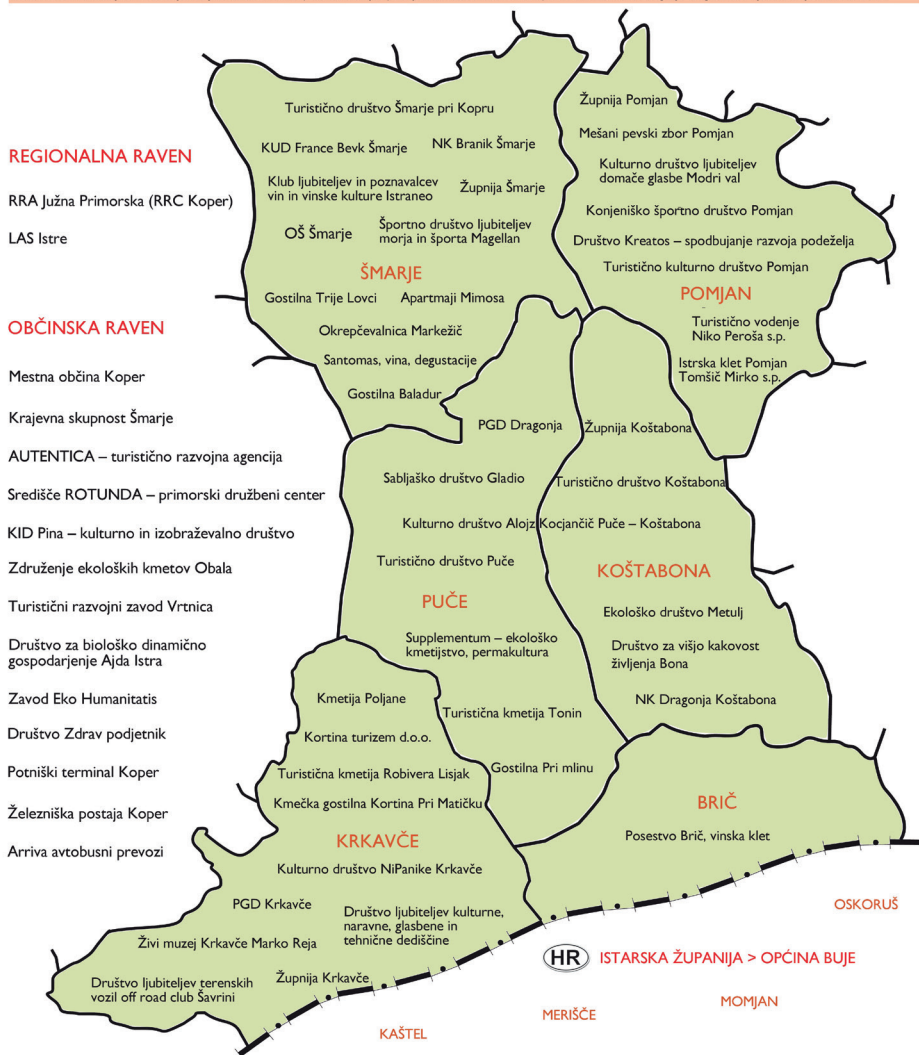 REGIONALNA RAVEN
RRA Južna Primorska (RRC Koper)
LAS Istre
OBČINSKA RAVEN
Mestna občina Koper
Krajevna skupnost Šmarje
AUTENTICA – turistično razvojna agencija
Središče ROTUNDA – primorski družbeni center
KID Pina – kulturno in izobraževalno društvo
Združenje ekoloških kmetov Obala
Turistični razvojni zavod Vrtnica
Društvo za biološko dinamično
gospodarjenje Ajda Istra
Zavod Eko Humanitatis
Društvo Zdrav podjetnik
Potniški terminal Koper
Železniška postaja Koper
Arriva avtobusni prevozi
Turistično društvo Šmarje pri Kopru
KUD France Bevk Šmarje
NK Branik Šmarje
Klub ljubiteljev in poznavalcev
vin in vinske kulture Istraneo
Župnija Šmarje
OŠ Šmarje
Športno društvo ljubiteljev
morja in športa Magellan
ŠMARJE
Gostilna Trije Lovci
Apartmaji Mimosa
Okrepčevalnica Markežič
Santomas, vina, degustacije
Gostilna Baladur
Župnija Pomjan
Mešani pevski zbor Pomjan
Kulturno društvo ljubiteljev
domače glasbe Modri val
Konjeniško športno društvo Pomjan
Društvo Kreatos – spodbujanje razvoja podeželja
Turistično kulturno društvo Pomjan
POMJAN
Turistično vodenje
Niko Peroša s.p.
Istrska klet Pomjan
Tomšič Mirko s.p.
PGD Dragonja
Sabljaško društvo Gladio
Kulturno društvo Alojz Kocjančič Puče – Koštabona
Turistično društvo Puče
PUČE
Supplementum – ekološko
kmetijstvo, permakultura
Turistična kmetija Tonin
Gostilna Pri mlinu
Župnija Koštabona
Turistično društvo Koštabona
KOŠTABONA
Ekološko društvo Metulj
Društvo za višjo kakovost
življenja Bona
NK Dragonja Koštabona
Kmetija Poljane
Kortina turizem d.o.o.
Turistična kmetija Robivera Lisjak
Kmečka gostilna Kortina Pri Matičku
KRKAVČE
Kulturno društvo NiPanike Krkavče
PGD Krkavče
Društvo ljubiteljev kulturne,
naravne, glasbene in
tehnične dediščine
Živi muzej Krkavče Marko Reja
Društvo ljubiteljev terenskih
vozil off road club Šavrini
Župnija Krkavče
BRIČ
Posestvo Brič, vinska klet
OSKORUŠ
HR ISTARSKA ŽUPANIJA > OPĆINA BUJE
MOMJAN
MERIŠČE
KAŠTEL